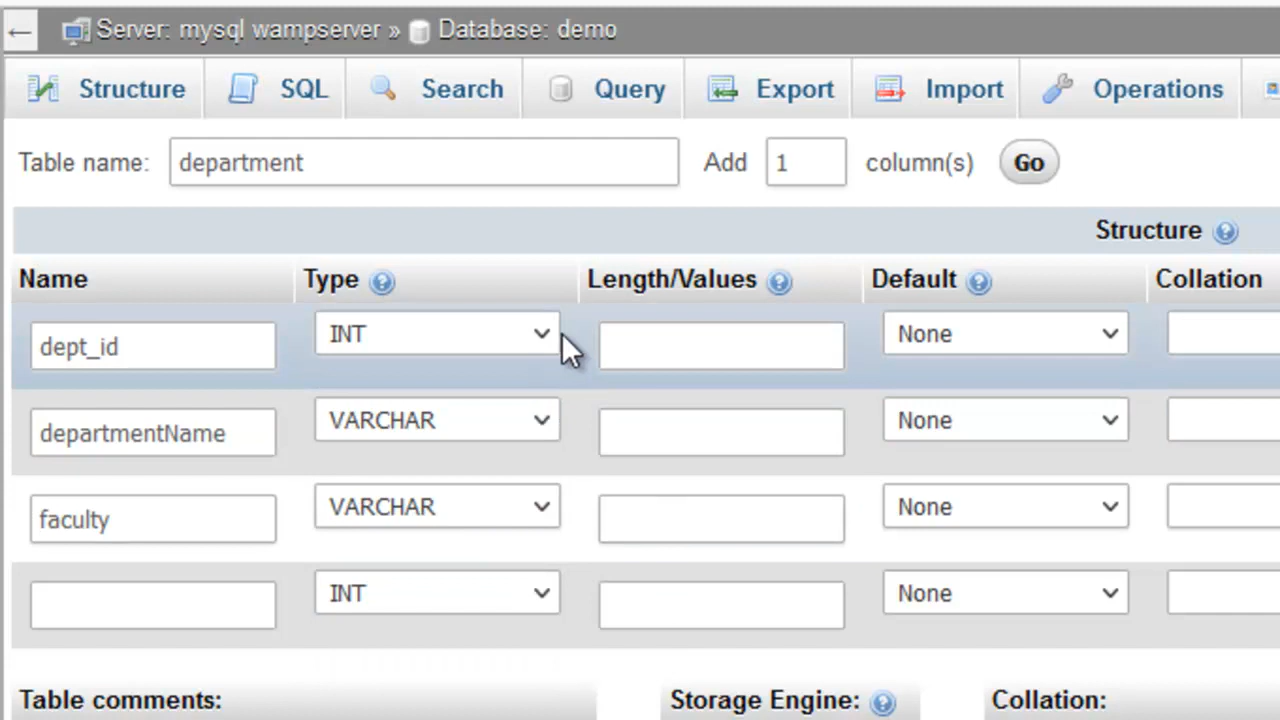 Server: mysql wampserver » Database: demo
Structure SQL Search Query Export Import Operations
Table name: department Add 1 column(s) Go
Structure
Name Type Length/Values Default Collation
dept_id INT None
departmentName VARCHAR None
faculty VARCHAR None
INT None
Table comments: Storage Engine: Collation: